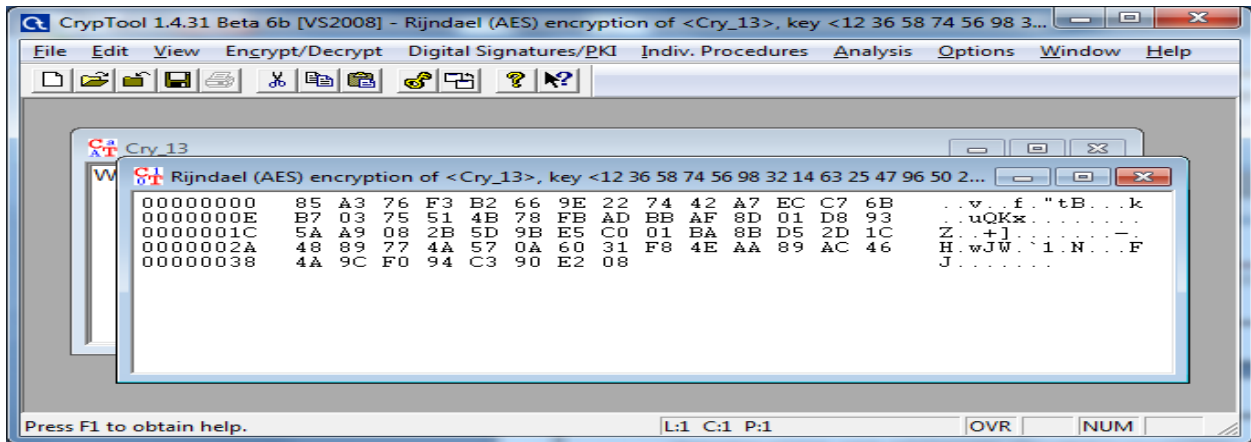 CrypTool 1.4.31 Beta 6b [VS2008] - Rijndael (AES) encryption of <Cry_13>, key <12 36 58 74 56 98 3...
File Edit View Encrypt/Decrypt Digital Signatures/PKI Indiv. Procedures Analysis Options Window Help
Cry_13
W
Rijndael (AES) encryption of <Cry_13>, key <12 36 58 74 56 98 32 14 63 25 47 96 50 2...
00000000 85 A3 76 F3 B2 66 9E 22 74 42 A7 EC C7 6B ..v..f."tB...k
0000000E B7 03 75 51 4B 78 FB AD BB AF 8D 01 D8 93 ..uQKx........
0000001C 5A A9 08 2B 5D 9B E5 C0 01 BA 8B D5 2D 1C Z..+].......-.
0000002A 48 89 77 4A 57 0A 60 31 F8 4E AA 89 AC 46 H.wJW.`1.N...F
00000038 4A 9C F0 94 C3 90 E2 08 J.......
Press F1 to obtain help. L:1 C:1 P:1 OVR NUM